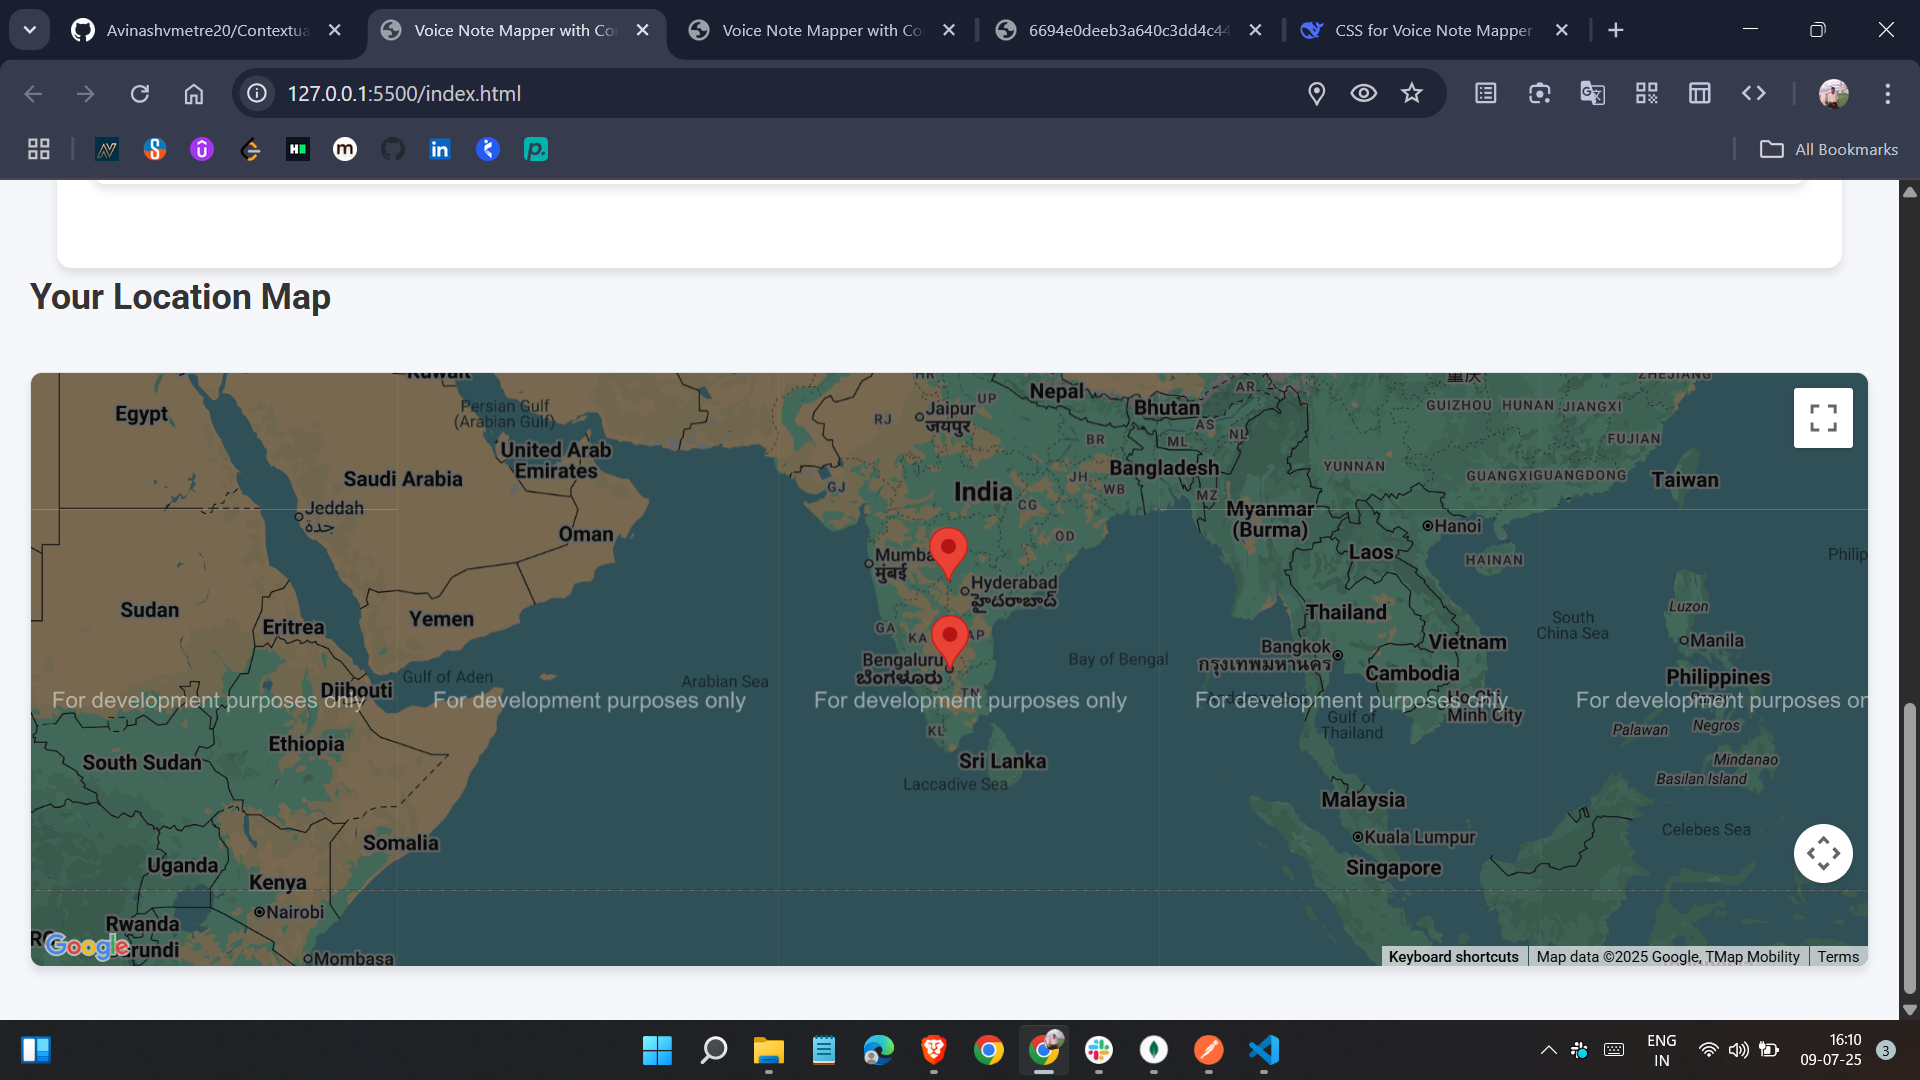 Avinashvmetre20/Contextua
Voice Note Mapper with Co
Voice Note Mapper with Co
6694e0deeb3a640c3dd4c44
CSS for Voice Note Mapper
127.0.0.1:5500/index.html
All Bookmarks
Your Location Map
Kuwait
Egypt
Persian Gulf
(Arabian Gulf)
United Arab
Emirates
Saudi Arabia
Jeddah
جدة
Oman
Sudan
Eritrea
Yemen
Gulf of Aden
Djibouti
Arabian Sea
Ethiopia
South Sudan
Somalia
Uganda
Kenya
Nairobi
Rwanda
Mombasa
HR
RJ
Jaipur
जयपुर
UP
Nepal
Bhutan
AR
AS
NL
BR
ML
Bangladesh
GJ
India
JH
WB
MZ
CG
OD
Mumba
मुंबई
Hyderabad
హైదరాబాద్
GA
KA
AP
Bengaluru
ಬೆಂಗಳೂರು
TN
KL
Sri Lanka
Laccadive Sea
Bay of Bengal
Myanmar
(Burma)
重庆
ZHEJIANG
GUIZHOU
HUNAN
JIANGXI
FUJIAN
YUNNAN
GUANGXI
GUANGDONG
Taiwan
Hanoi
Laos
HAINAN
Philip
Thailand
South
China Sea
Luzon
Manila
Vietnam
Bangkok
กรุงเทพมหานคร
Cambodia
Philippines
Ho Chi
Minh City
Gulf of
Thailand
Palawan
Negros
Mindanao
Basilan Island
Malaysia
Kuala Lumpur
Singapore
Celebes Sea
For development purposes only
For development purposes only
For development purposes only
For development purposes only
For development purposes on
Google
Keyboard shortcuts
Map data ©2025 Google, TMap Mobility
Terms
ENG
IN
16:10
09-07-25
3